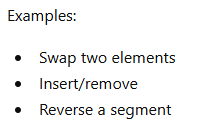 Examples:
• Swap two elements
• Insert/remove
• Reverse a segment